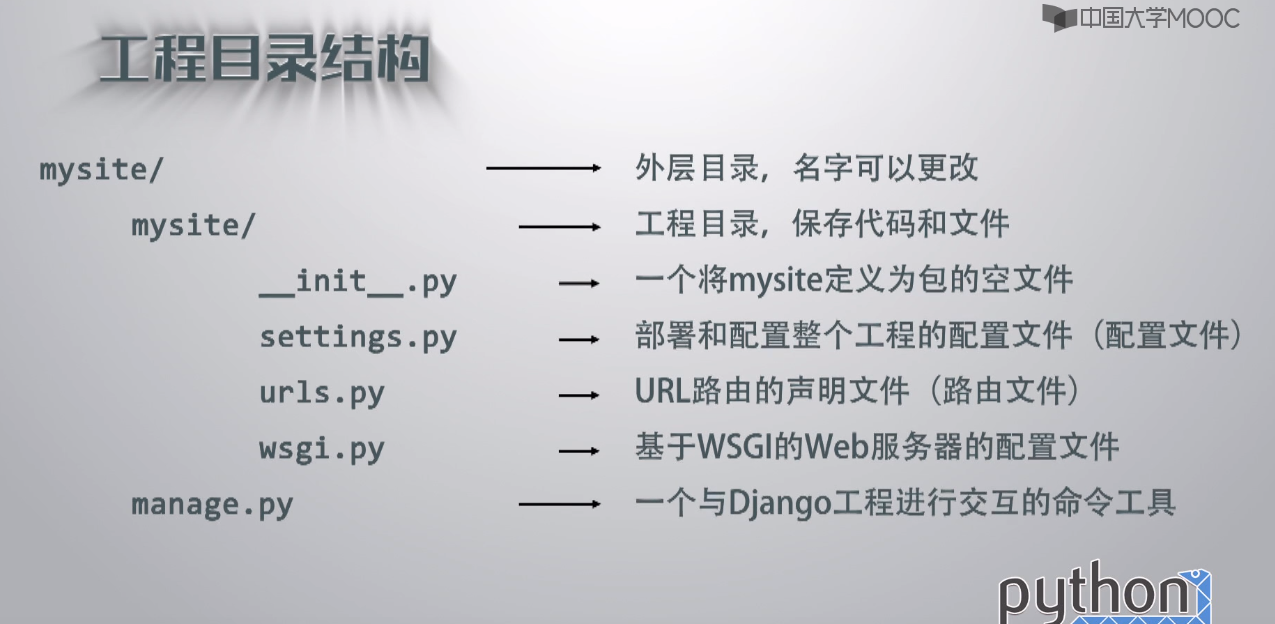 中国大学MOOC
工程目录结构
mysite/ 外层目录，名字可以更改
mysite/ 工程目录，保存代码和文件
__init__.py 一个将mysite定义为包的空文件
settings.py 部署和配置整个工程的配置文件（配置文件）
urls.py URL路由的声明文件（路由文件）
wsgi.py 基于WSGI的Web服务器的配置文件
manage.py 一个与Django工程进行交互的命令工具
python